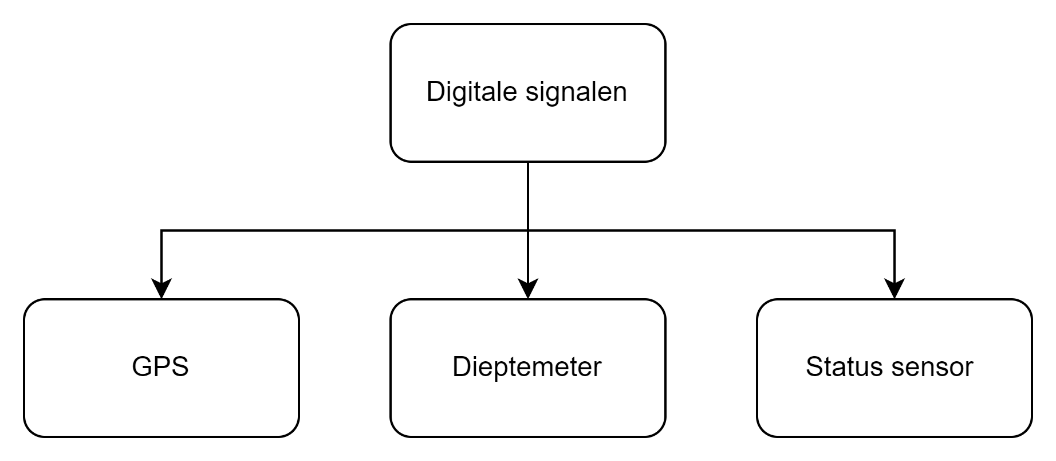 Digitale signalen
GPS
Dieptemeter
Status sensor